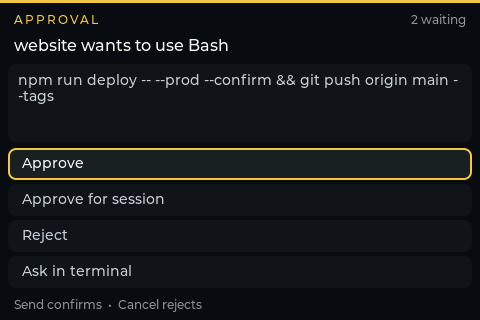 APPROVAL
2 waiting
website wants to use Bash
npm run deploy -- --prod --confirm && git push origin main -
-tags
Approve
Approve for session
Reject
Ask in terminal
Send confirms • Cancel rejects